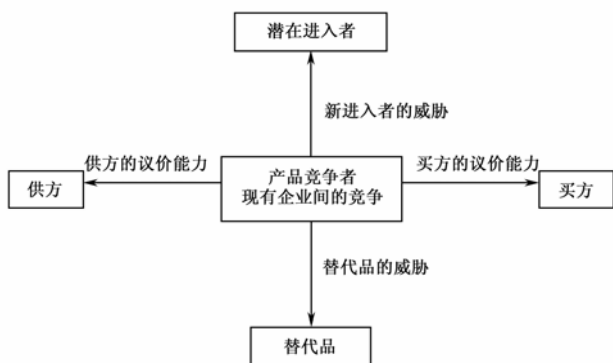 潜在进入者
新进入者的威胁
供方的议价能力
买方的议价能力
供方
产品竞争者
现有企业间的竞争
买方
替代品的威胁
替代品